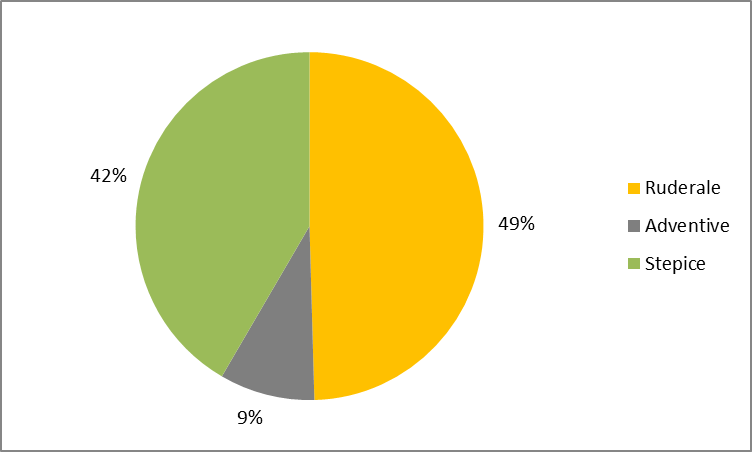 42%
49%
9%
Ruderale
Adventive
Stepice